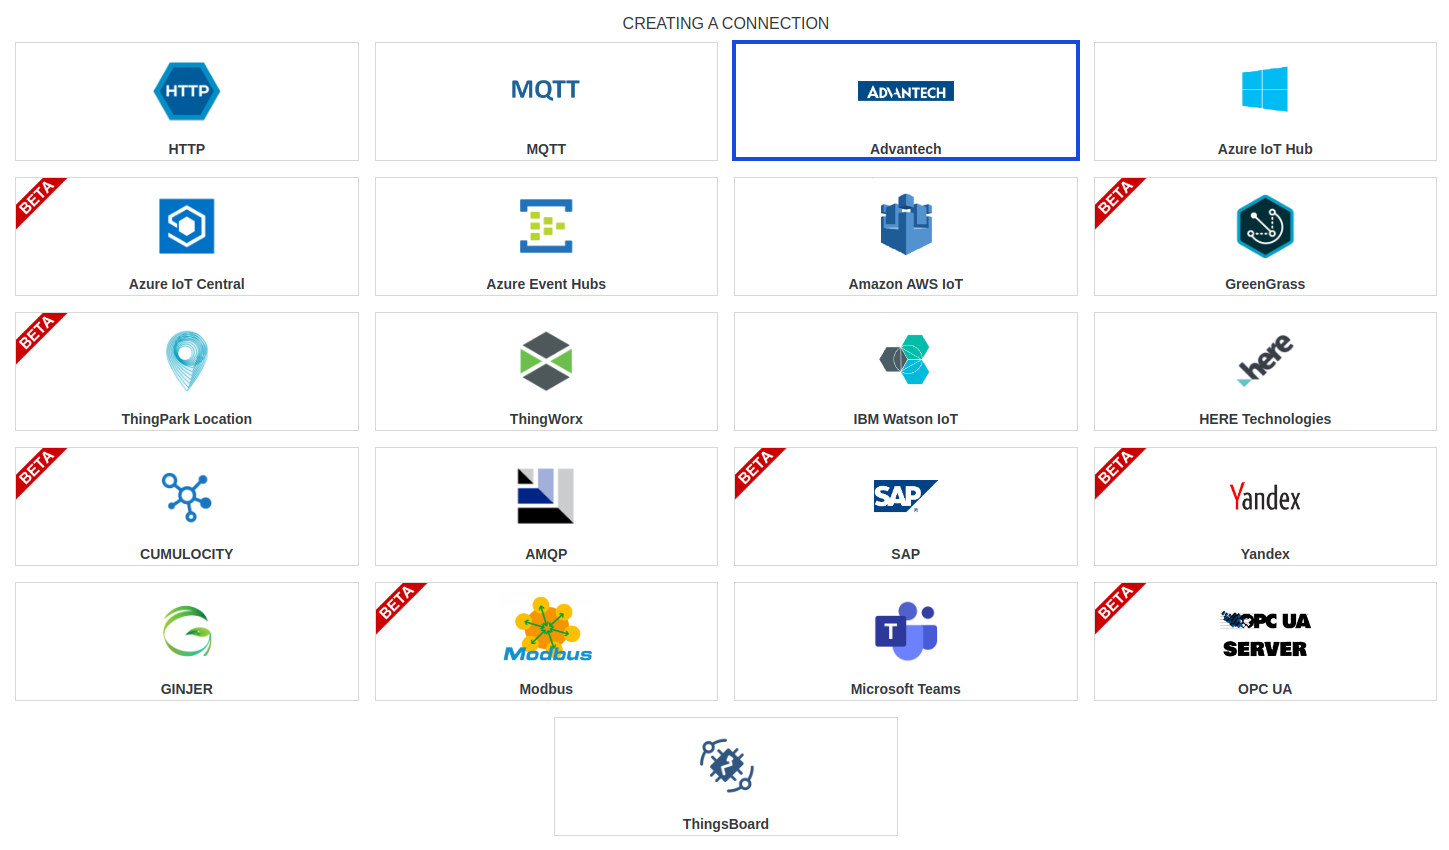 CREATING A CONNECTION
HTTP
HTTP
MQTT
MQTT
ADVANTECH
Advantech
Azure IoT Hub
BETA
Azure IoT Central
Azure Event Hubs
Amazon AWS IoT
BETA
GreenGrass
BETA
ThingPark Location
ThingWorx
IBM Watson IoT
here
HERE Technologies
BETA
CUMULOCITY
AMQP
BETA
SAP
®
SAP
BETA
Yandex
Yandex
GINJER
BETA
Modbus
Modbus
T
Microsoft Teams
BETA
OPC UA
SERVER
OPC UA
ThingsBoard